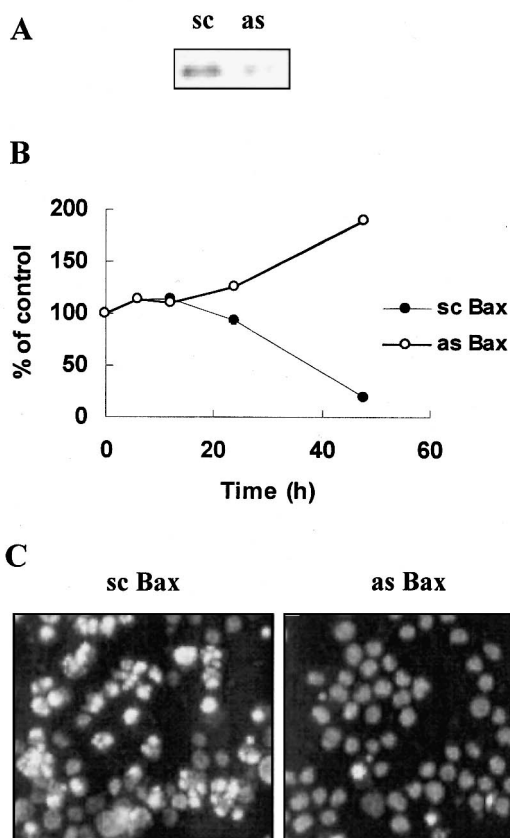 A
sc as
B
200
150
100
50
0
% of control
0 20 40 60
Time (h)
sc Bax
as Bax
C
sc Bax as Bax